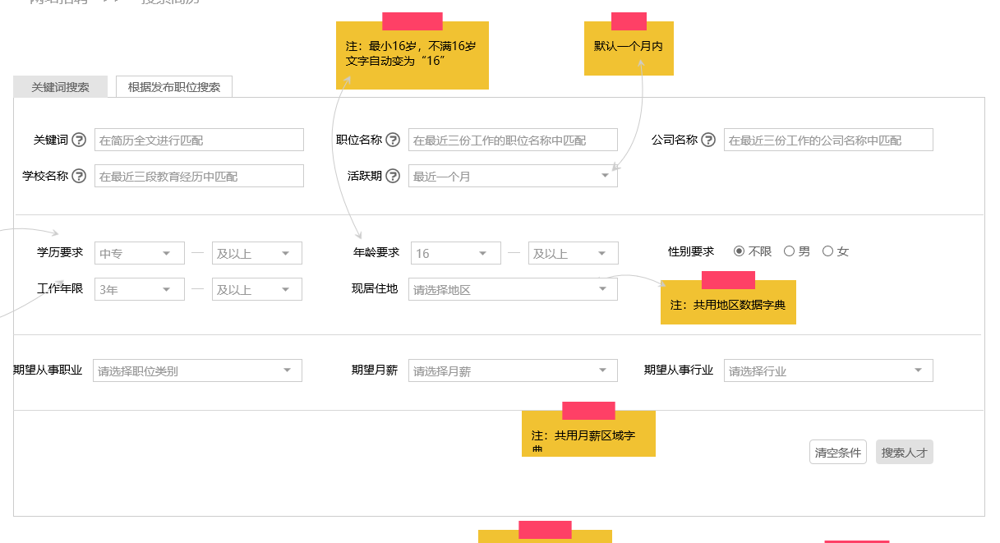 注：最小16岁，不满16岁
文字自动变为“16”
默认一个月内
关键词搜索 根据发布职位搜索
关键词 ? 在简历全文进行匹配 职位名称 ? 在最近三份工作的职位名称中匹配 公司名称 ? 在最近三份工作的公司名称中匹配
学校名称 ? 在最近三段教育经历中匹配 活跃期 ? 最近一个月
学历要求 中专 — 及以上 年龄要求 16 — 及以上 性别要求 不限 男 女
工作年限 3年 — 及以上 现居住地 请选择地区
注：共用地区数据字典
期望从事职业 请选择职位类别 期望月薪 请选择月薪 期望从事行业 请选择行业
注：共用月薪区域字
典
清空条件 搜索人才